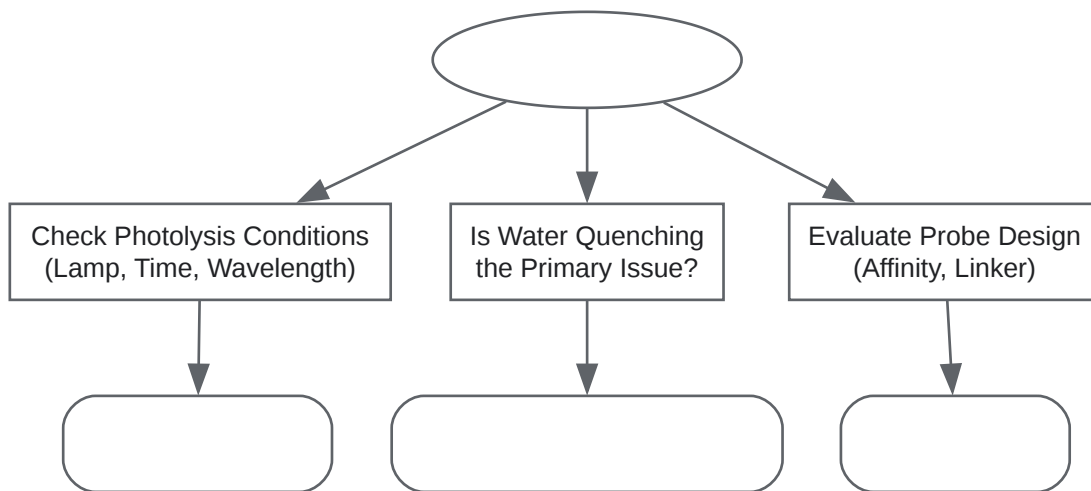 Check Photolysis Conditions
(Lamp, Time, Wavelength)
Is Water Quenching
the Primary Issue?
Evaluate Probe Design
(Affinity, Linker)